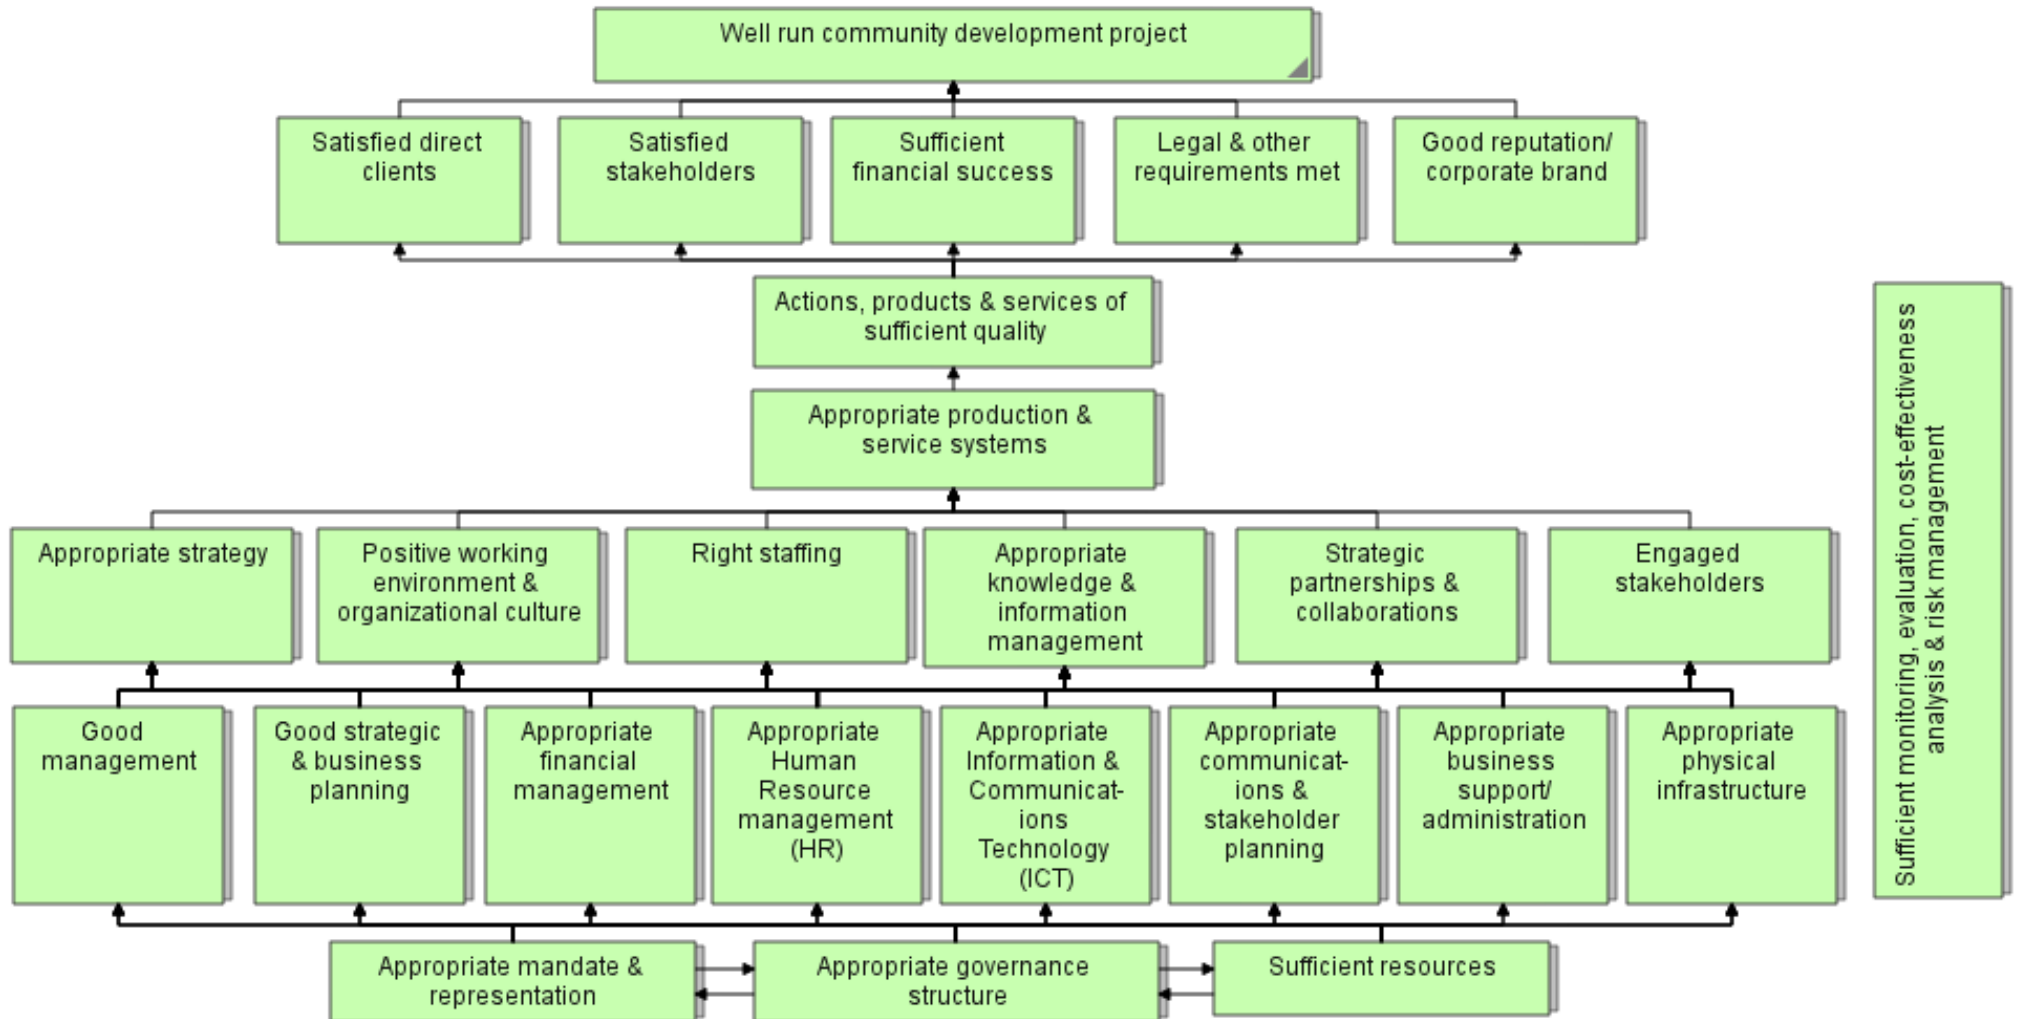 Well run community development project
Satisfied direct
clients
Satisfied
stakeholders
Sufficient
financial success
Legal & other
requirements met
Good reputation/
corporate brand
Actions, products & services of
sufficient quality
Appropriate production &
service systems
Appropriate strategy
Positive working
environment &
organizational culture
Right staffing
Appropriate
knowledge &
information
management
Strategic
partnerships &
collaborations
Engaged
stakeholders
Good
management
Good strategic
& business
planning
Appropriate
financial
management
Appropriate
Human
Resource
management
(HR)
Appropriate
Information &
Communicat-
ions
Technology
(ICT)
Appropriate
communicat-
ions &
stakeholder
planning
Appropriate
business
support/
administration
Appropriate
physical
infrastructure
Appropriate mandate &
representation
Appropriate governance
structure
Sufficient resources
Sufficient monitoring, evaluation, cost-effectiveness
analysis & risk management